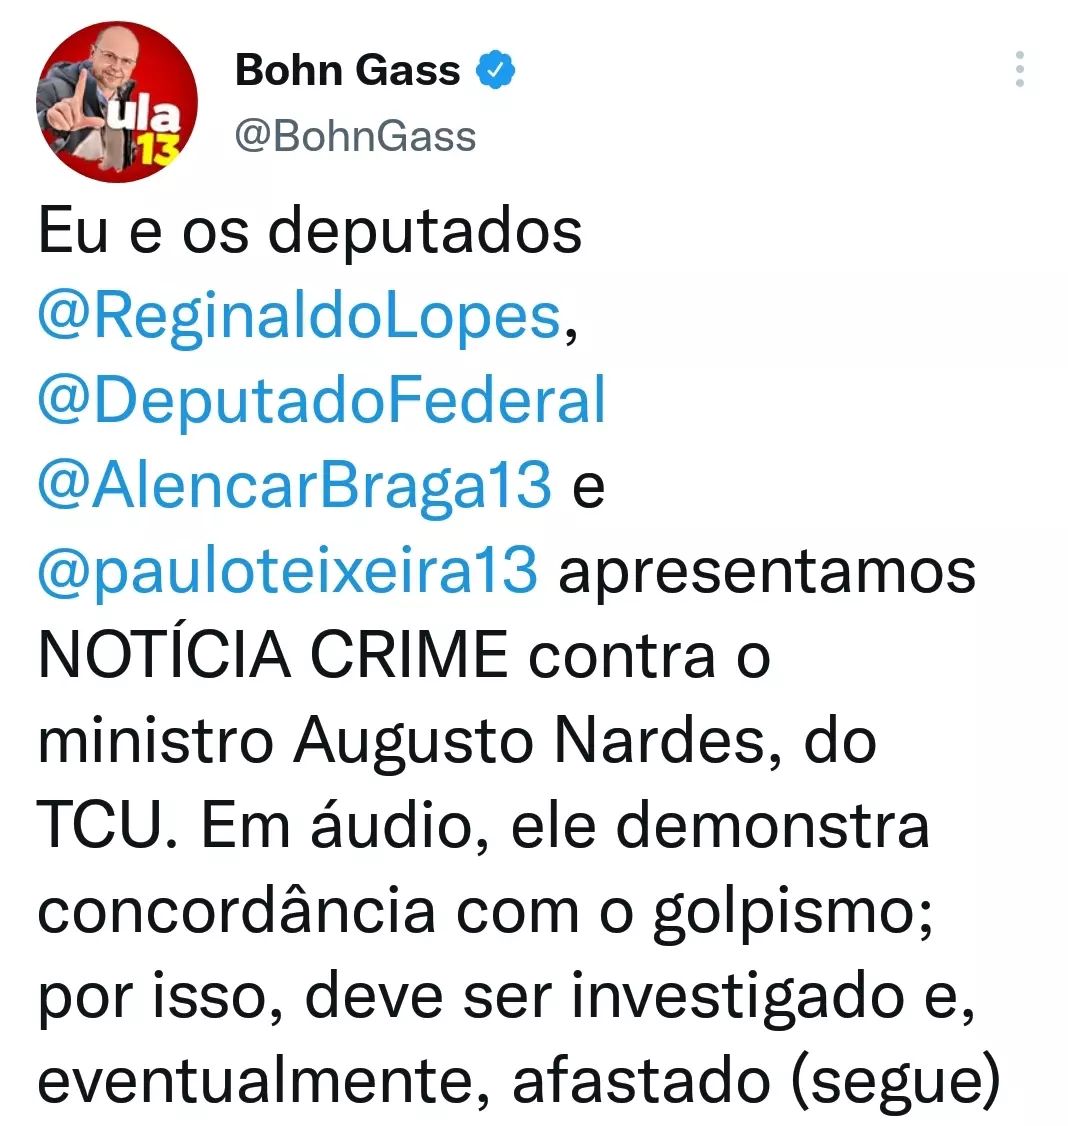 Bohn Gass
@BohnGass
Lula
13
Eu e os deputados
@ReginaldoLopes,
@DeputadoFederal
@AlencarBraga13 e
@pauloteixeira13 apresentamos
NOTÍCIA CRIME contra o
ministro Augusto Nardes, do
TCU. Em áudio, ele demonstra
concordância com o golpismo;
por isso, deve ser investigado e,
eventualmente, afastado (segue)